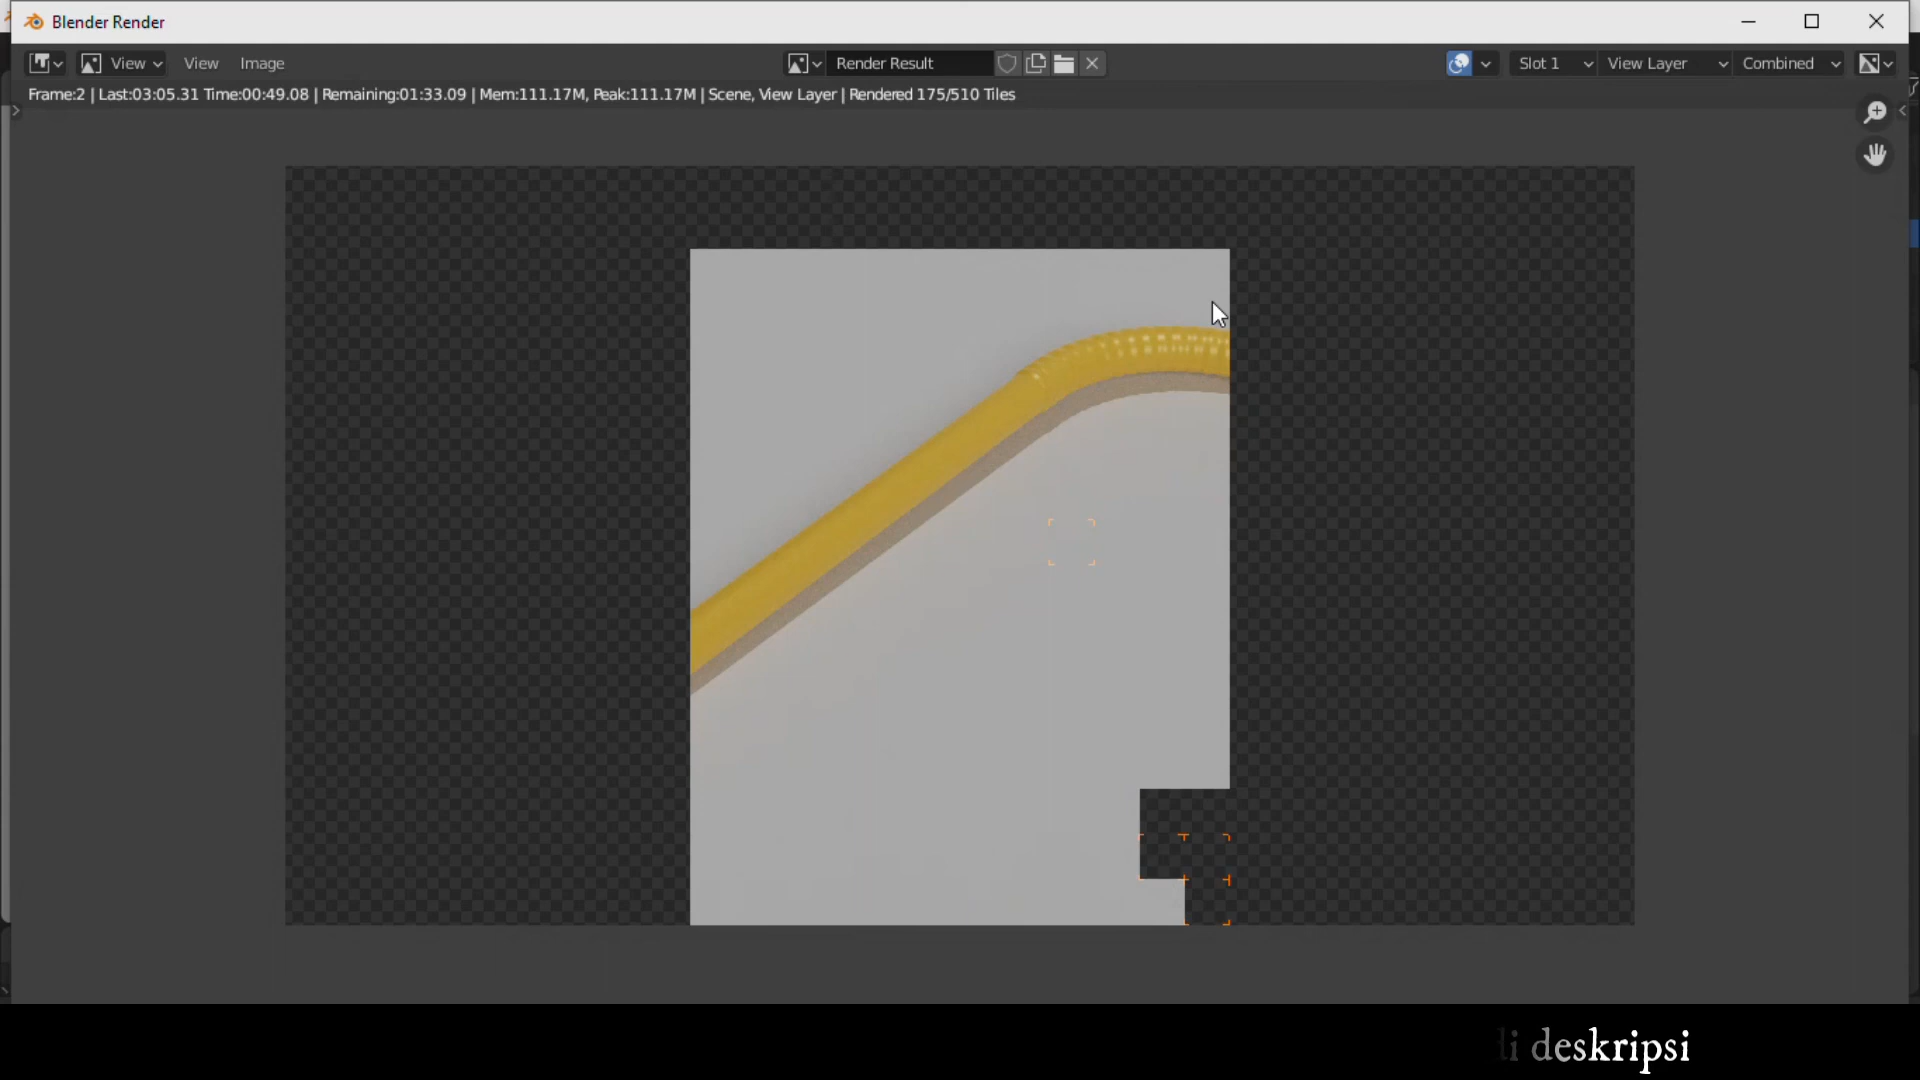 Blender Render
View View Image Render Result Slot 1 View Layer Combined
Frame:2 | Last:03:05.31 Time:00:49.08 | Remaining:01:33.09 | Mem:111.17M, Peak:111.17M | Scene, View Layer | Rendered 175/510 Tiles
di deskripsi